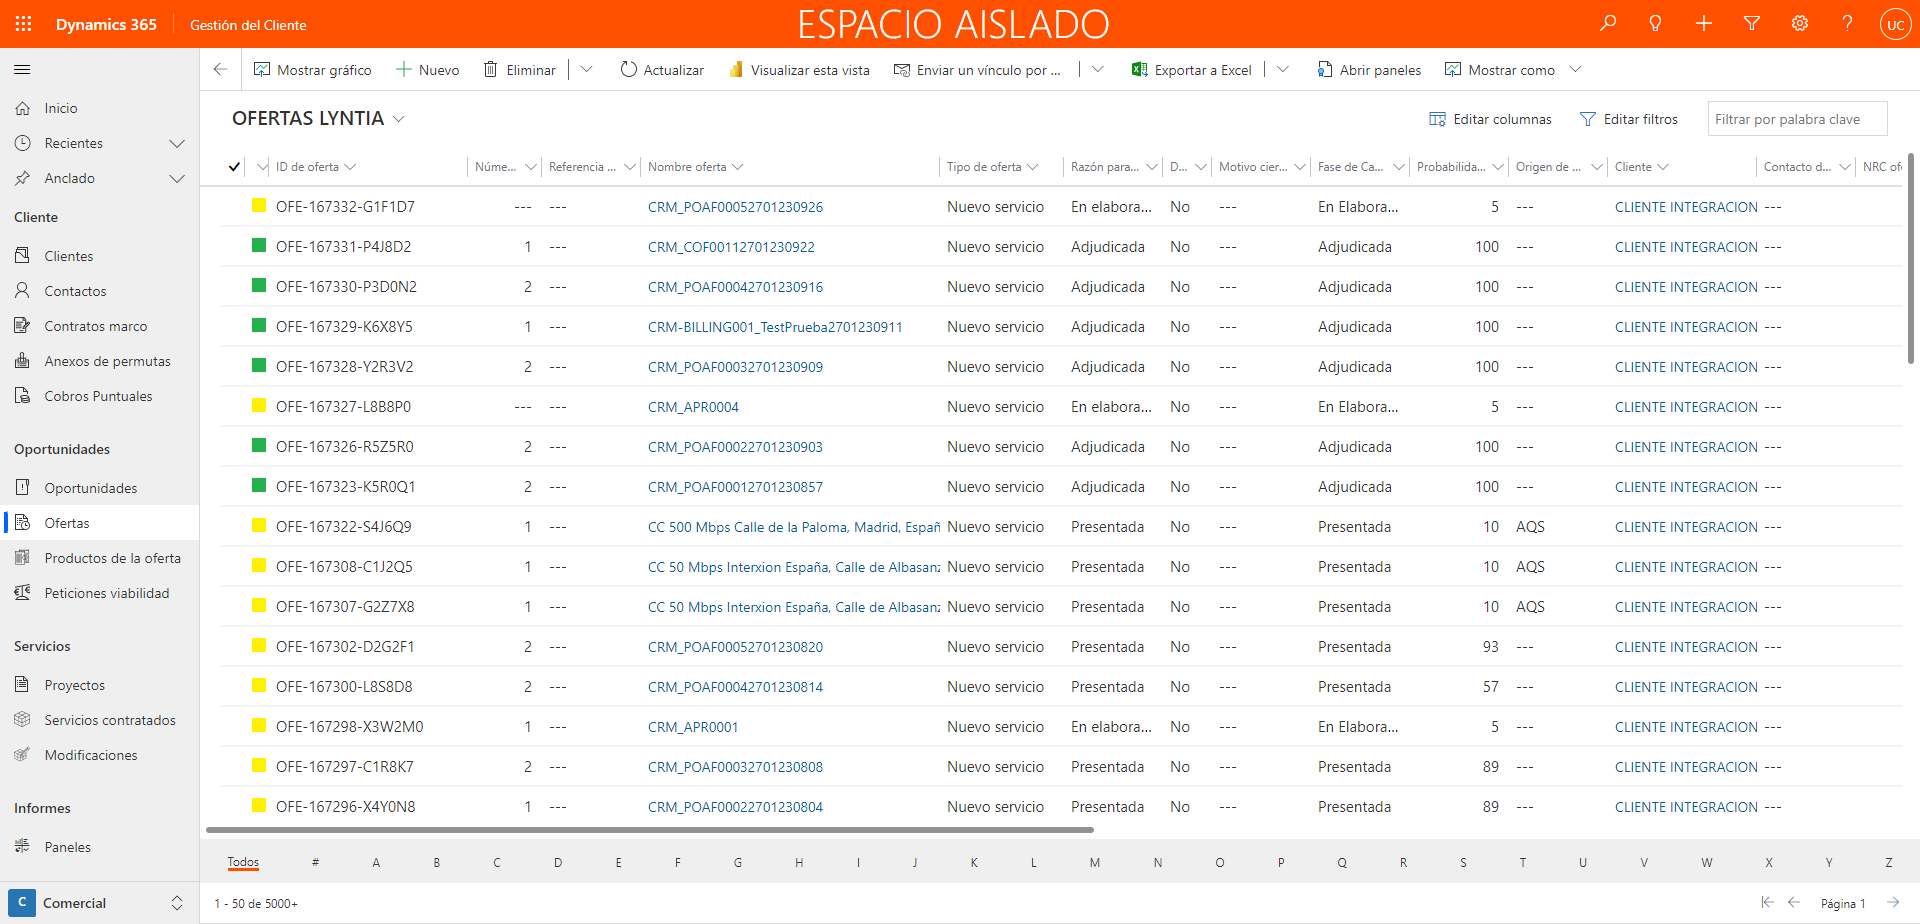 Dynamics 365
Gestión del Cliente
ESPACIO AISLADO
UC
Mostrar gráfico
Nuevo
Eliminar
Actualizar
Visualizar esta vista
Enviar un vínculo por ...
Exportar a Excel
Abrir paneles
Mostrar como
Inicio
Recientes
Anclado
Cliente
Clientes
Contactos
Contratos marco
Anexos de permutas
Cobros Puntuales
Oportunidades
Oportunidades
Ofertas
Productos de la oferta
Peticiones viabilidad
Servicios
Proyectos
Servicios contratados
Modificaciones
Informes
Paneles
C Comercial
OFERTAS LYNTIA
Editar columnas
Editar filtros
Filtrar por palabra clave
ID de oferta Núme... Referencia ... Nombre oferta Tipo de oferta Razón para... D... Motivo cier... Fase de Ca... Probabilida... Origen de ... Cliente Contacto d... NRC of
OFE-167332-G1F1D7 --- --- CRM_POAF00052701230926 Nuevo servicio En elabora... No --- En Elabora... 5 --- CLIENTE INTEGRACION ---
OFE-167331-P4J8D2 1 --- CRM_COF00112701230922 Nuevo servicio Adjudicada No --- Adjudicada 100 --- CLIENTE INTEGRACION ---
OFE-167330-P3D0N2 2 --- CRM_POAF00042701230916 Nuevo servicio Adjudicada No --- Adjudicada 100 --- CLIENTE INTEGRACION ---
OFE-167329-K6X8Y5 1 --- CRM-BILLING001_TestPrueba2701230911 Nuevo servicio Adjudicada No --- Adjudicada 100 --- CLIENTE INTEGRACION ---
OFE-167328-Y2R3V2 2 --- CRM_POAF00032701230909 Nuevo servicio Adjudicada No --- Adjudicada 100 --- CLIENTE INTEGRACION ---
OFE-167327-L8B8P0 --- --- CRM_APR0004 Nuevo servicio En elabora... No --- En Elabora... 5 --- CLIENTE INTEGRACION ---
OFE-167326-R5Z5R0 2 --- CRM_POAF00022701230903 Nuevo servicio Adjudicada No --- Adjudicada 100 --- CLIENTE INTEGRACION ---
OFE-167323-K5R0Q1 2 --- CRM_POAF00012701230857 Nuevo servicio Adjudicada No --- Adjudicada 100 --- CLIENTE INTEGRACION ---
OFE-167322-S4J6Q9 1 --- CC 500 Mbps Calle de la Paloma, Madrid, Españ Nuevo servicio Presentada No --- Presentada 10 AQS CLIENTE INTEGRACION ---
OFE-167308-C1J2Q5 1 --- CC 50 Mbps Interxion España, Calle de Albasanz Nuevo servicio Presentada No --- Presentada 10 AQS CLIENTE INTEGRACION ---
OFE-167307-G2Z7X8 1 --- CC 50 Mbps Interxion España, Calle de Albasanz Nuevo servicio Presentada No --- Presentada 10 AQS CLIENTE INTEGRACION ---
OFE-167302-D2G2F1 2 --- CRM_POAF00052701230820 Nuevo servicio Presentada No --- Presentada 93 --- CLIENTE INTEGRACION ---
OFE-167300-L8S8D8 2 --- CRM_POAF00042701230814 Nuevo servicio Presentada No --- Presentada 57 --- CLIENTE INTEGRACION ---
OFE-167298-X3W2M0 1 --- CRM_APR0001 Nuevo servicio En elabora... No --- En Elabora... 5 --- CLIENTE INTEGRACION ---
OFE-167297-C1R8K7 2 --- CRM_POAF00032701230808 Nuevo servicio Presentada No --- Presentada 89 --- CLIENTE INTEGRACION ---
OFE-167296-X4Y0N8 1 --- CRM_POAF00022701230804 Nuevo servicio Presentada No --- Presentada 89 --- CLIENTE INTEGRACION ---
Todos # A B C D E F G H I J K L M N O P Q R S T U V W X Y Z
1 - 50 de 5000+
Página 1